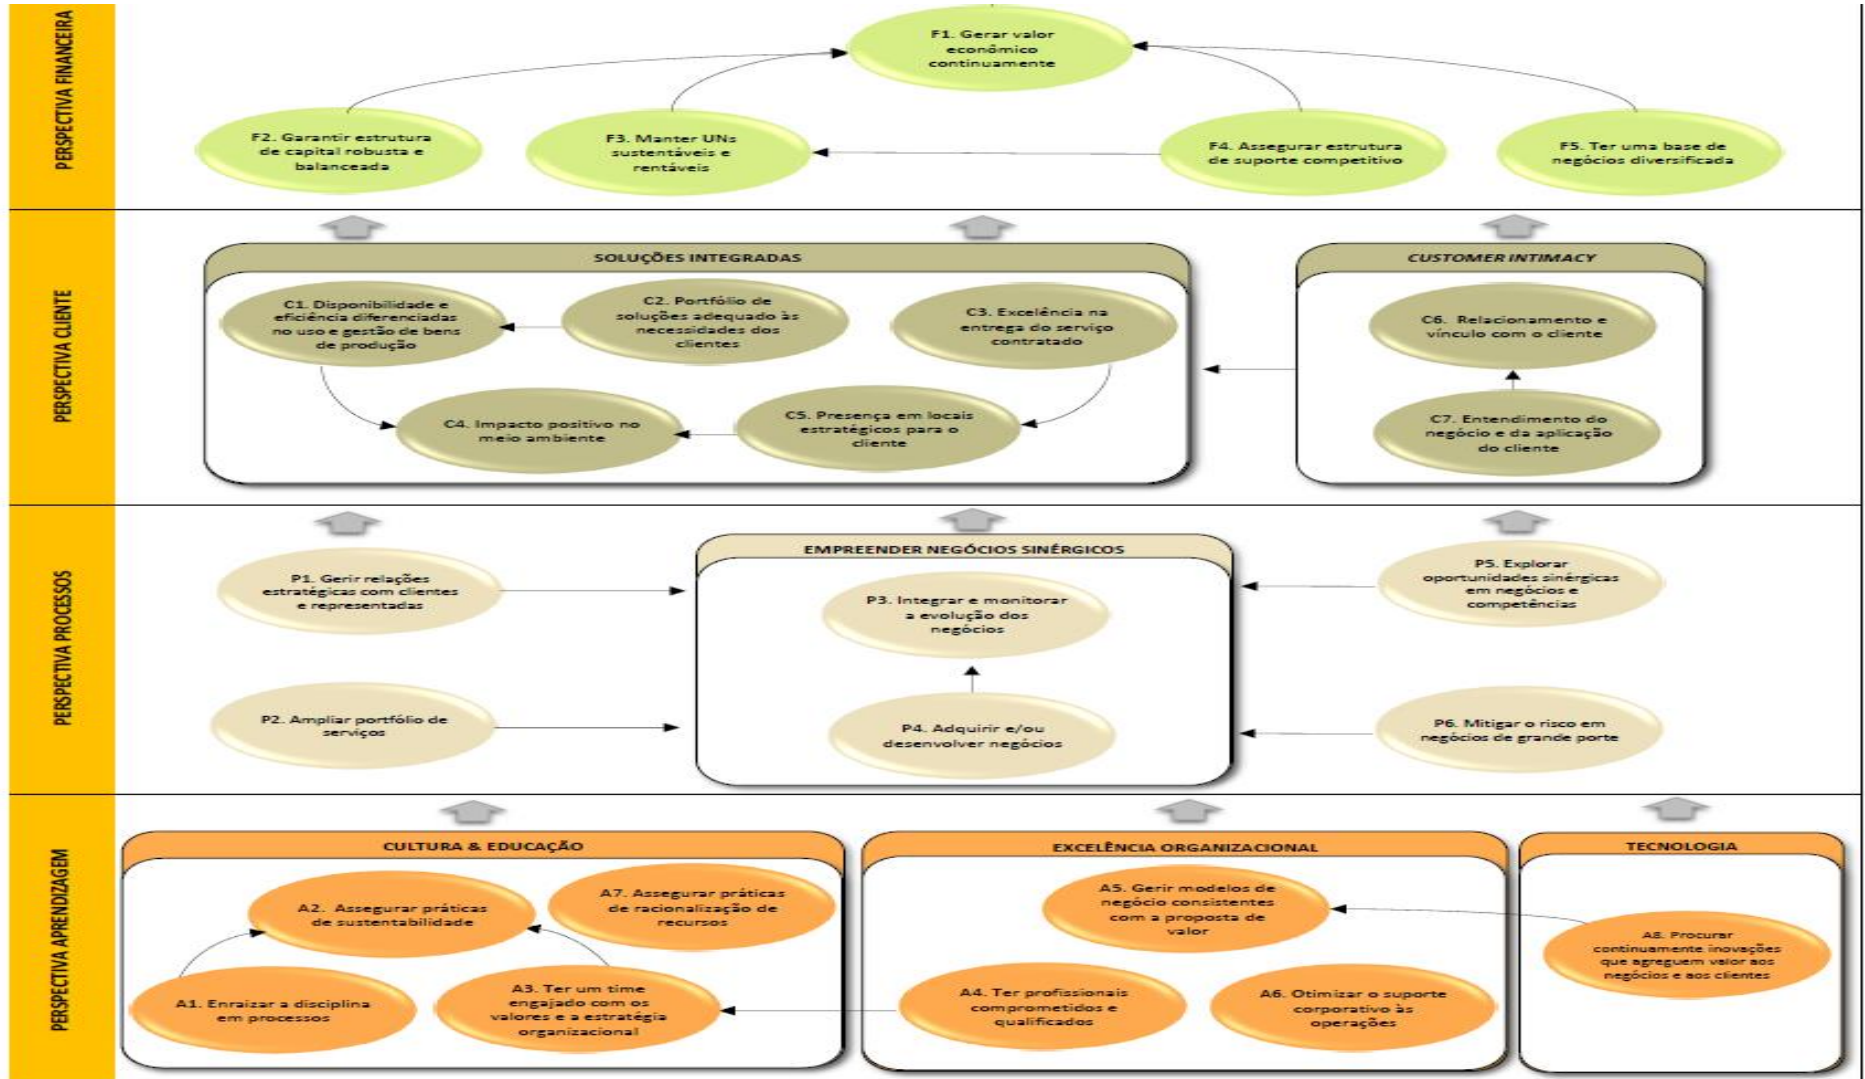 PERSPECTIVA FINANCEIRA
F1. Gerar valor
econômico
continuamente
F2. Garantir estrutura
de capital robusta e
balanceada
F3. Manter UNs
sustentáveis e
rentáveis
F4. Assegurar estrutura
de suporte competitivo
F5. Ter uma base de
negócios diversificada
PERSPECTIVA CLIENTE
SOLUÇÕES INTEGRADAS
C1. Disponibilidade e
eficiência diferenciadas
no uso e gestão de bens
de produção
C2. Portfólio de
soluções adequado às
necessidades dos
clientes
C3. Excelência na
entrega do serviço
contratado
C4. Impacto positivo no
meio ambiente
C5. Presença em locais
estratégicos para o
cliente
CUSTOMER INTIMACY
C6. Relacionamento e
vínculo com o cliente
C7. Entendimento do
negócio e da aplicação
do cliente
PERSPECTIVA PROCESSOS
P1. Gerir relações
estratégicas com clientes
e representadas
P2. Ampliar portfólio de
serviços
EMPREENDER NEGÓCIOS SINÉRGICOS
P3. Integrar e monitorar
a evolução dos
negócios
P4. Adquirir e/ou
desenvolver negócios
P5. Explorar
oportunidades sinérgicas
em negócios e
competências
P6. Mitigar o risco em
negócios de grande porte
PERSPECTIVA APRENDIZAGEM
CULTURA & EDUCAÇÃO
A2. Assegurar práticas
de sustentabilidade
A7. Assegurar práticas
de racionalização de
recursos
A1. Enraizar a disciplina
em processos
A3. Ter um time
engajado com os
valores e a estratégia
organizacional
EXCELÊNCIA ORGANIZACIONAL
A5. Gerir modelos de
negócio consistentes
com a proposta de
valor
A4. Ter profissionais
comprometidos e
qualificados
A6. Otimizar o suporte
corporativo às
operações
TECNOLOGIA
A8. Procurar
continuamente inovações
que agreguem valor aos
negócios e aos clientes